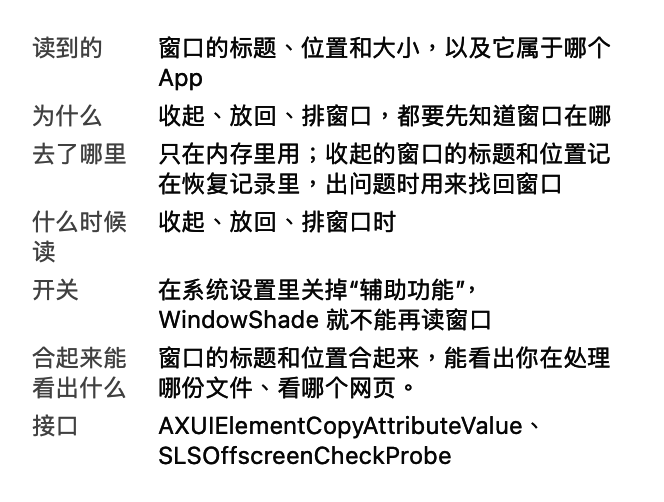 读到的 窗口的标题、位置和大小，以及它属于哪个
App
为什么 收起、放回、排窗口，都要先知道窗口在哪
去了哪里 只在内存里用；收起的窗口的标题和位置记
在恢复记录里，出问题时用来找回窗口
什么时候 收起、放回、排窗口时
读
开关 在系统设置里关掉“辅助功能”，
WindowShade 就不能再读窗口
合起来能 窗口的标题和位置合起来，能看出你在处理
看出什么 哪份文件、看哪个网页。
接口 AXUIElementCopyAttributeValue、
SLSOffscreenCheckProbe